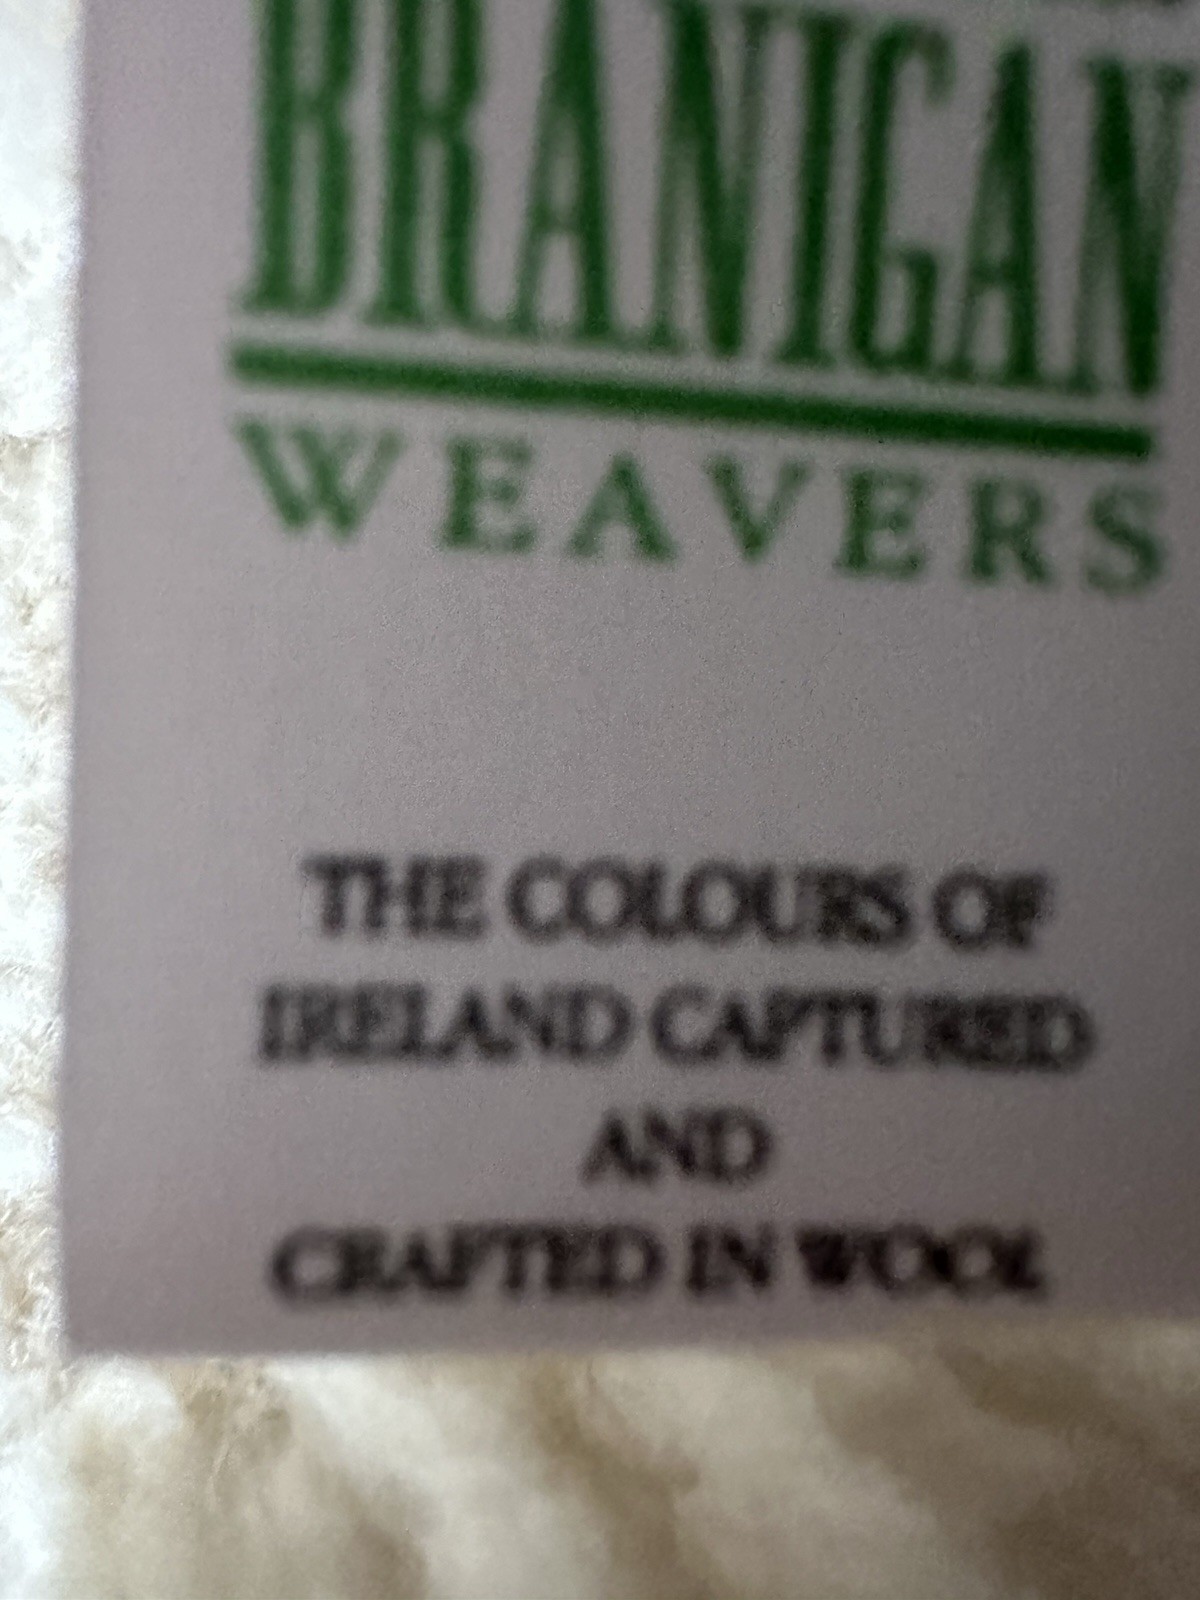 BRANIGAN
WEAVERS
THE COLOURS OF
IRELAND CAPTURED
AND
CRAFTED IN WOOL